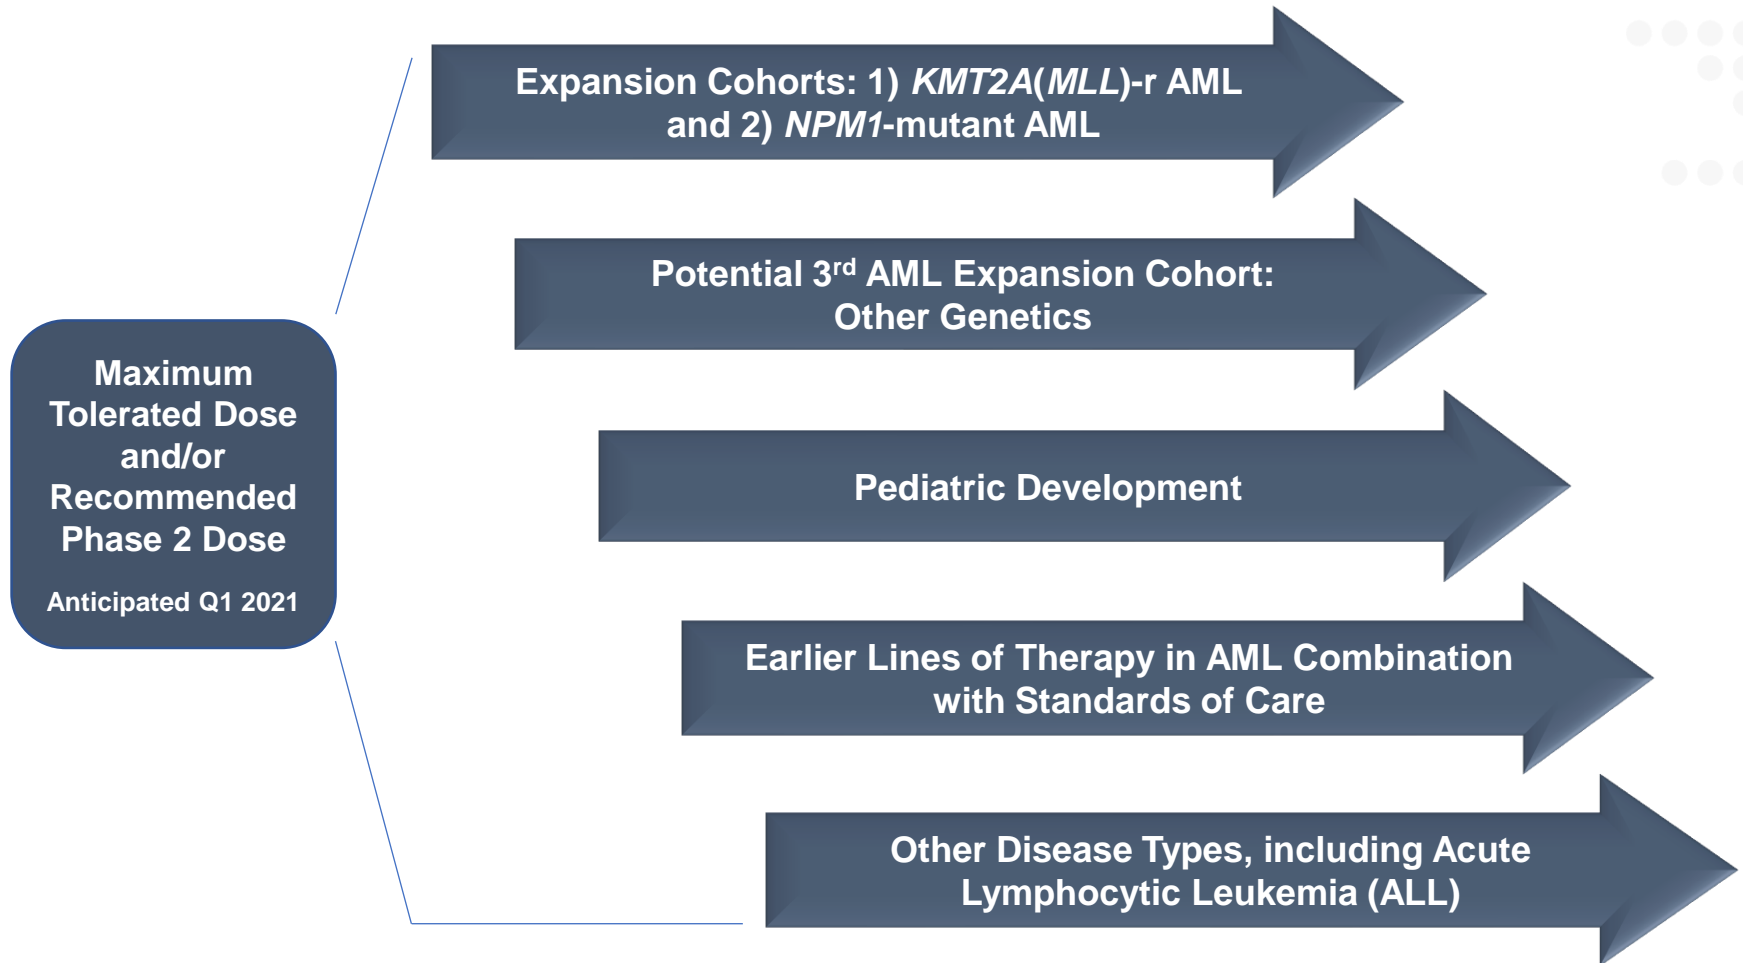 Expansion Cohorts: 1) KMT2A(MLL)-r AML
and 2) NPM1-mutant AML
Potential 3rd AML Expansion Cohort:
Other Genetics
Maximum
Tolerated Dose
and/or
Recommended
Phase 2 Dose
Anticipated Q1 2021
Pediatric Development
Earlier Lines of Therapy in AML Combination
with Standards of Care
Other Disease Types, including Acute
Lymphocytic Leukemia (ALL)